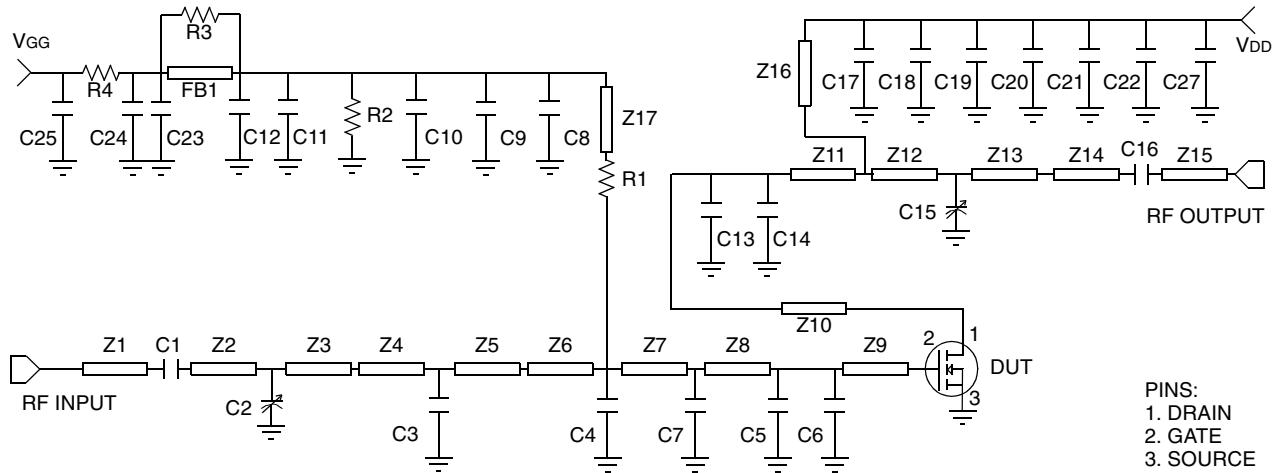 R3
VGG
VDD
R4
FB1
Z16
C17
C18
C19
C20
C21
C22
C27
C25
C24
C23
C12
C11
R2
C10
C9
C8
Z17
R1
Z11
Z12
Z13
Z14
C16
Z15
C15
RF OUTPUT
C13
C14
Z10
Z1
C1
Z2
Z3
Z4
Z5
Z6
Z7
Z8
Z9
2
1
3
DUT
RF INPUT
C2
C3
C4
C7
C5
C6
PINS:
1. DRAIN
2. GATE
3. SOURCE